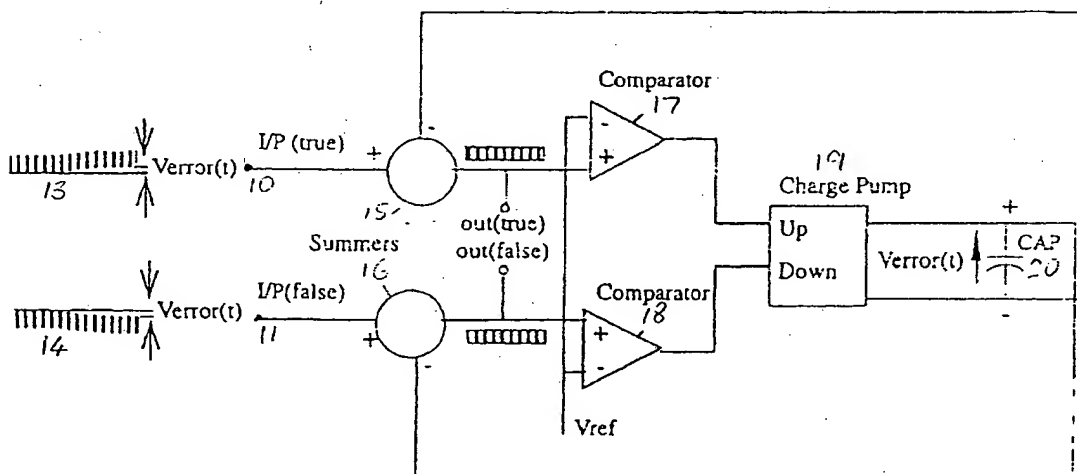 Comparator
17
I/P (true)
-
-
+
+
Verror(t)
13
10
15
19
Charge Pump
out(true)
out(false)
Up
+
Summers
16
Verror(t)
CAP
20
Down
I/P(false)
Comparator
18
-
Verror(t)
14
11
+
+
-
-
Vref